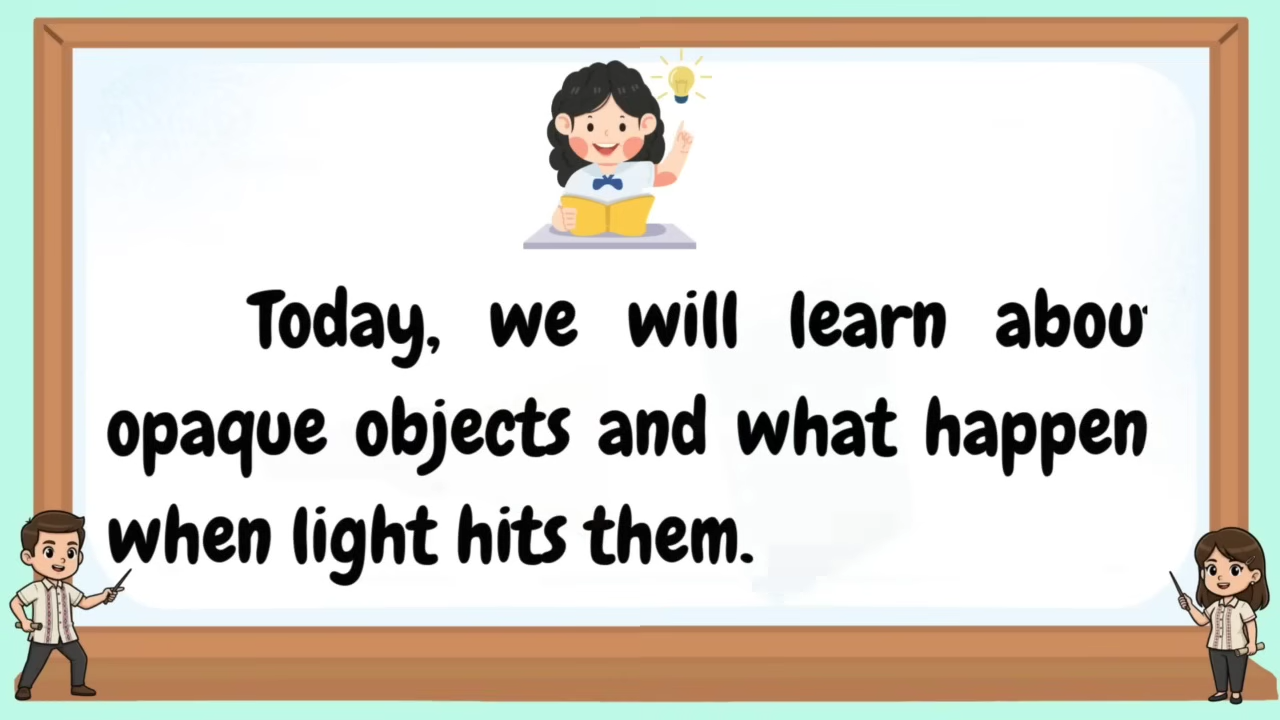 Today, we will learn abou
opaque objects and what happen
when light hits them.